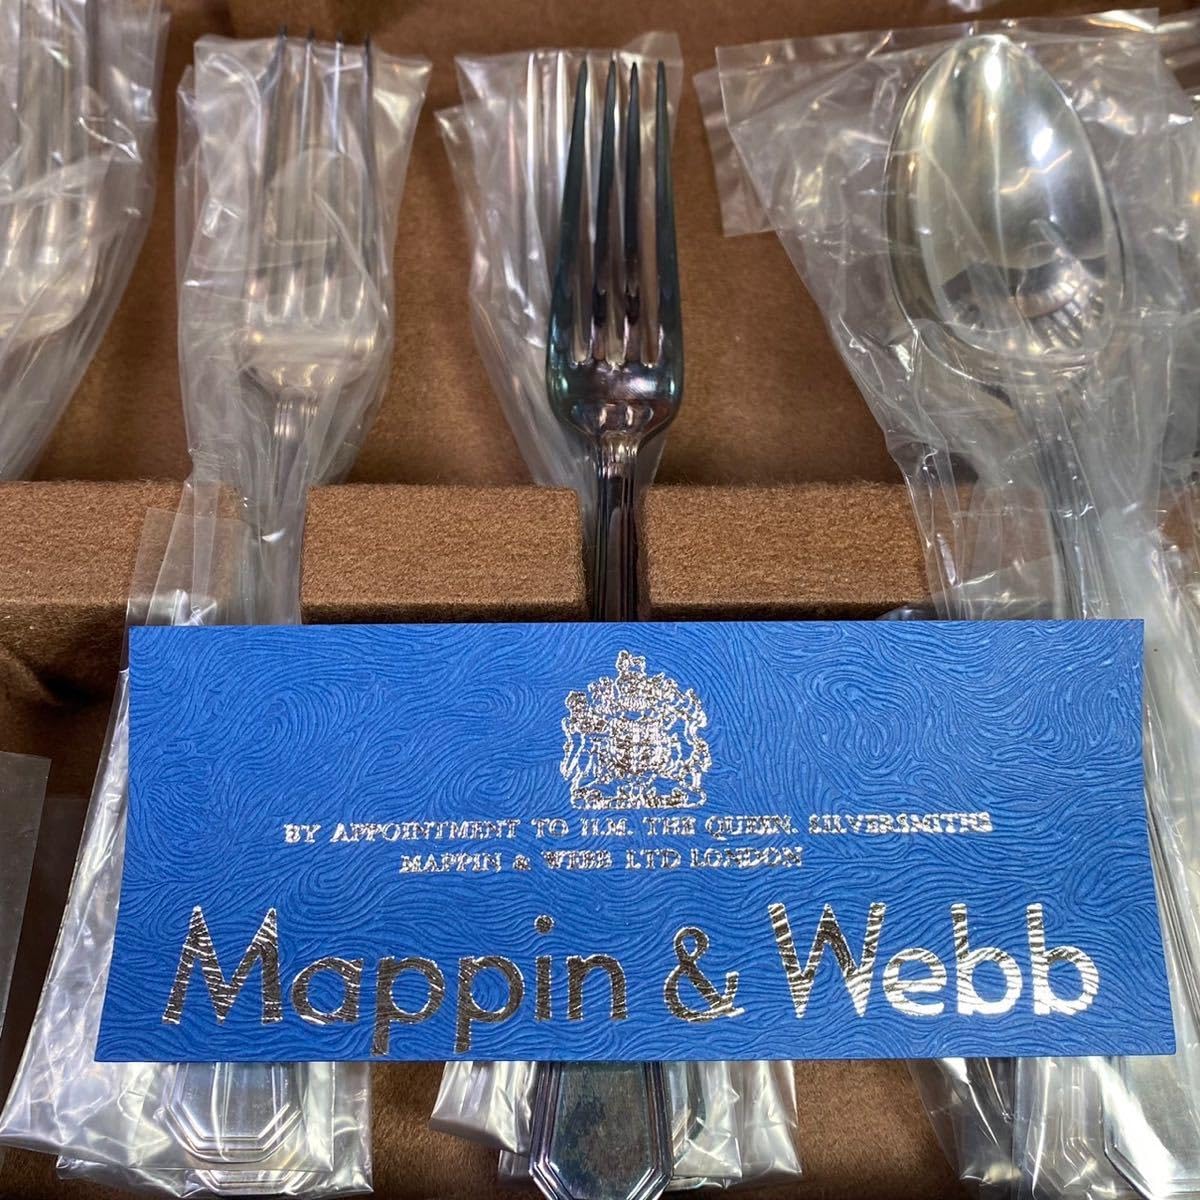 BY APPOINTMENT TO H.M. THE QUEEN. SILVERSMITHS
MAPPIN & WEBB LTD LONDON
Mappin & Webb